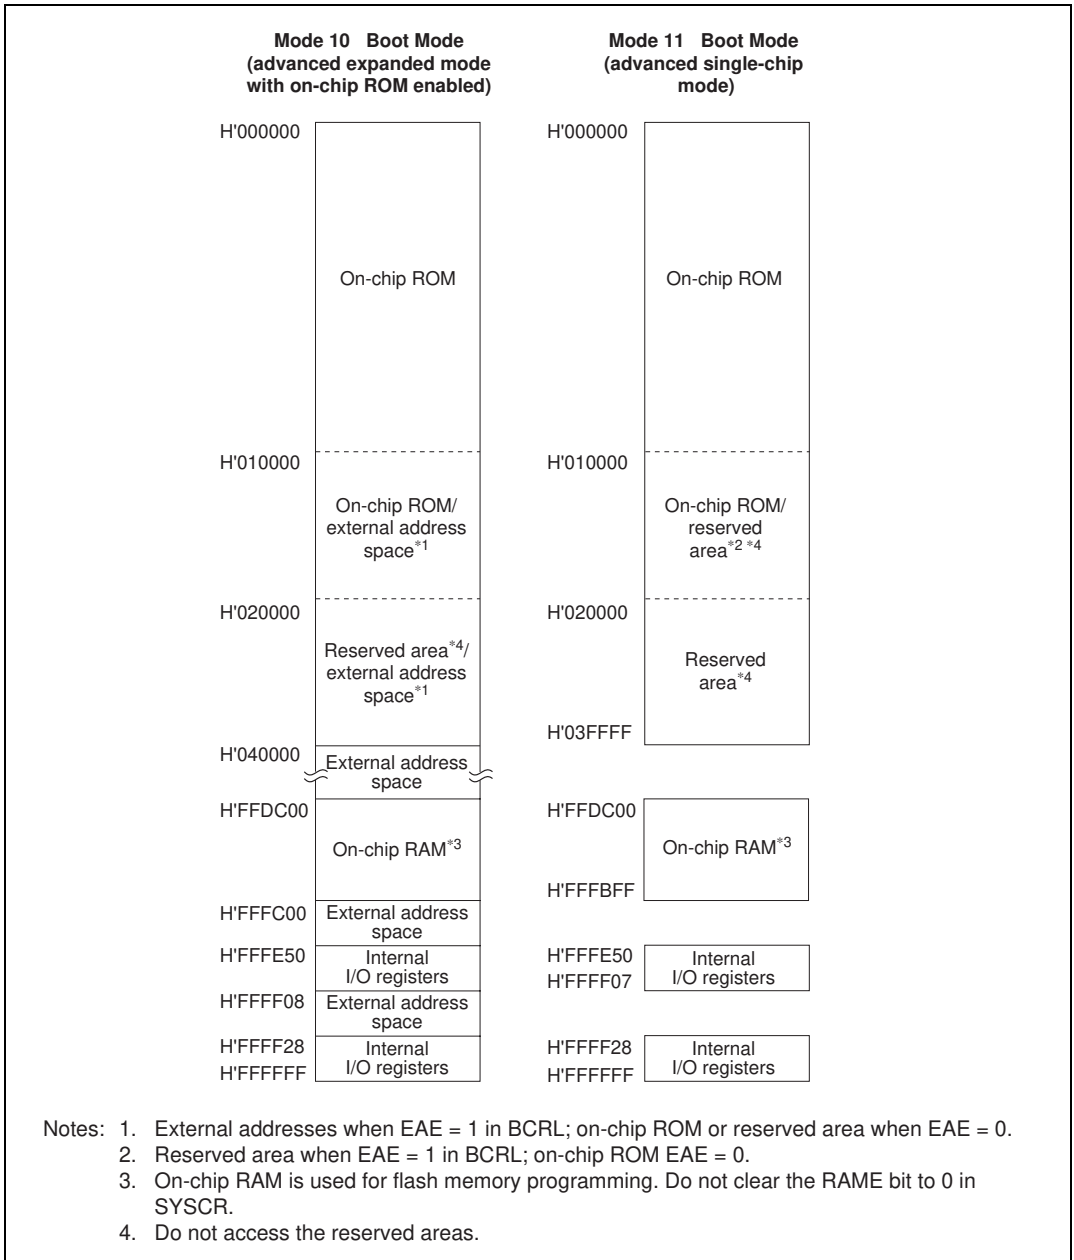 Mode 10 Boot Mode
(advanced expanded mode
with on-chip ROM enabled)
H'000000
On-chip ROM
H'010000
On-chip ROM/
external address
space*1
H'020000
Reserved area*4/
external address
space*1
H'040000
External address
space
H'FFDC00
On-chip RAM*3
H'FFFC00
External address
space
H'FFFE50
Internal
I/O registers
H'FFFF08
External address
space
H'FFFF28
Internal
I/O registers
H'FFFFFF
Mode 11 Boot Mode
(advanced single-chip
mode)
H'000000
On-chip ROM
H'010000
On-chip ROM/
reserved
area*2 *4
H'020000
Reserved
area*4
H'03FFFF
H'FFDC00
On-chip RAM*3
H'FFFBFF
H'FFFE50
Internal
I/O registers
H'FFFF07
H'FFFF28
Internal
I/O registers
H'FFFFFF
Notes: 1. External addresses when EAE = 1 in BCRL; on-chip ROM or reserved area when EAE = 0.
2. Reserved area when EAE = 1 in BCRL; on-chip ROM EAE = 0.
3. On-chip RAM is used for flash memory programming. Do not clear the RAME bit to 0 in
SYSCR.
4. Do not access the reserved areas.